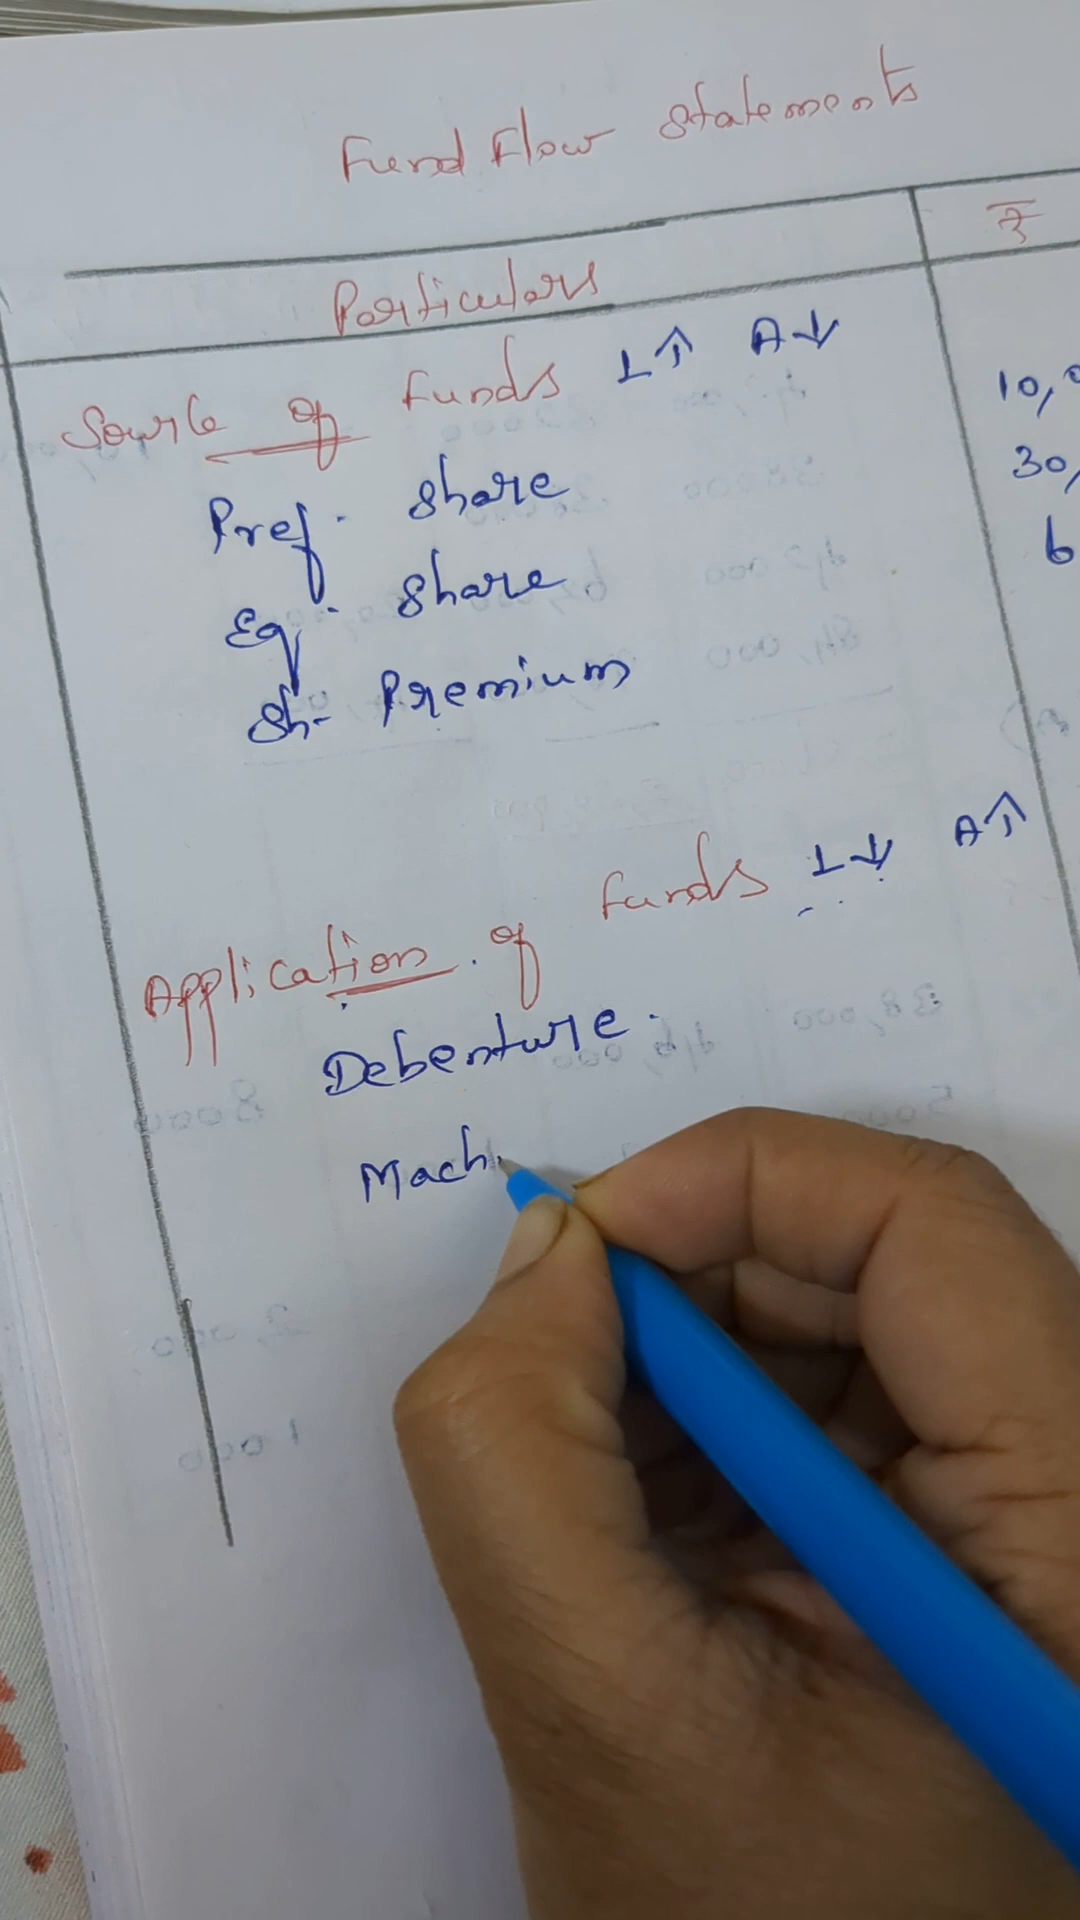 Fund Flow Statements
Particulars ₹
Source of Funds L↑ A↓
10,
Pref. Share 30,
Eq. Share 6
Sh- Premium
Application of Funds L↓ A↑
Debenture.
Mach